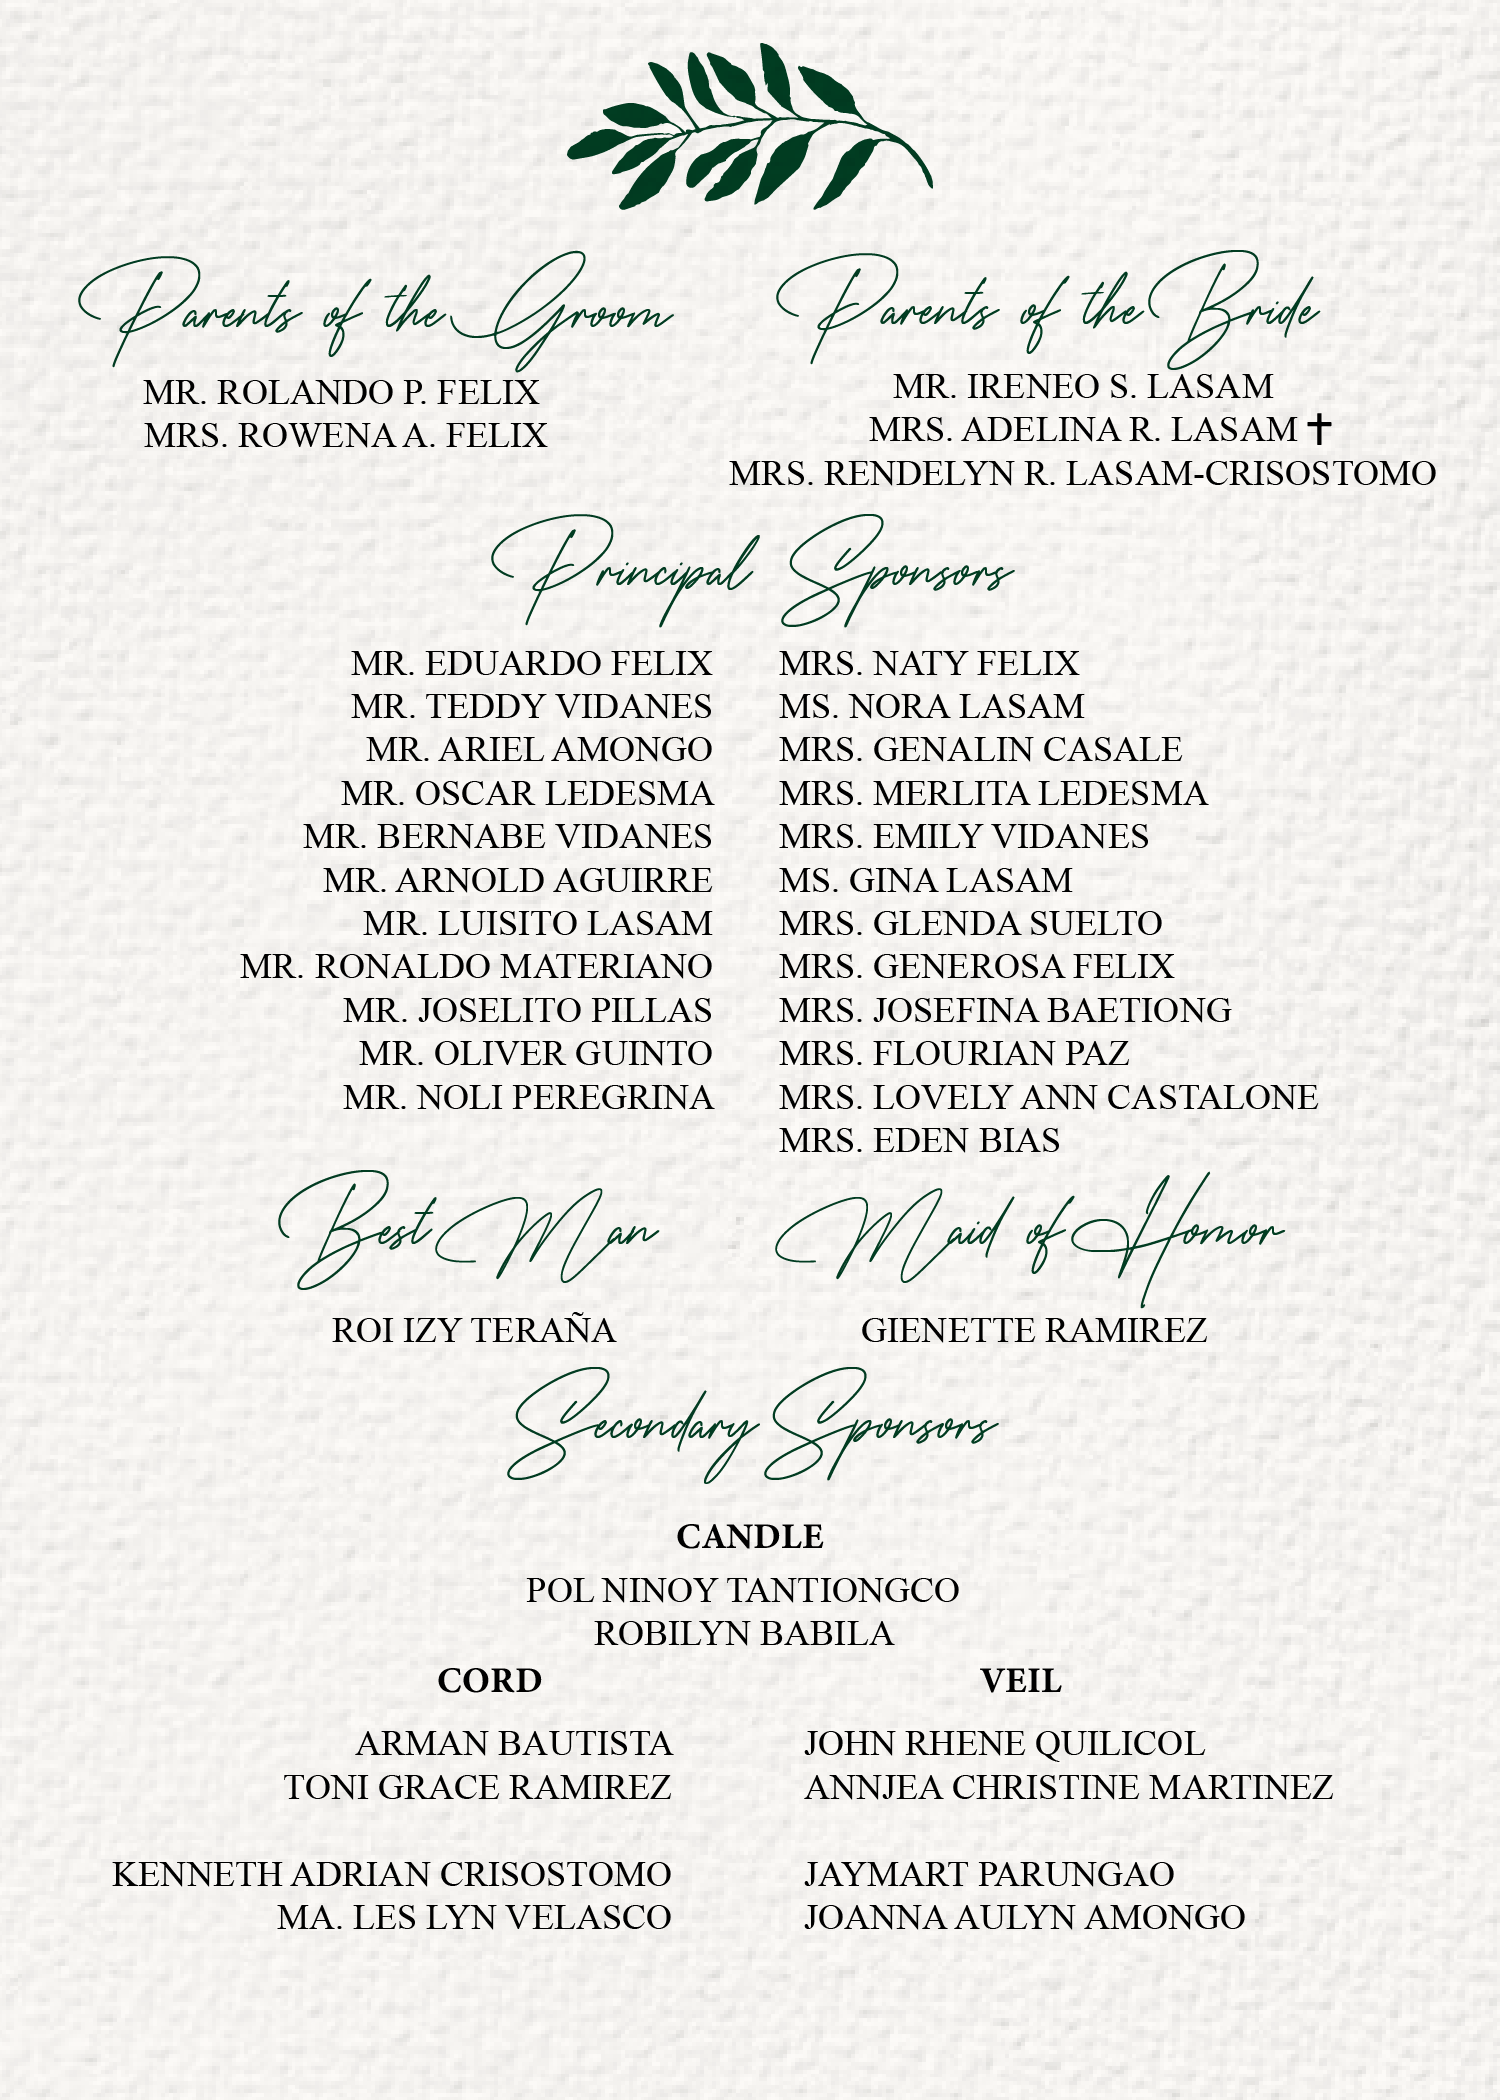 Parents of the Groom
MR. ROLANDO P. FELIX
MRS. ROWENA A. FELIX
Parents of the Bride
MR. IRENEO S. LASAM
MRS. ADELINA R. LASAM ✝
MRS. RENDELYN R. LASAM-CRISOSTOMO
Principal Sponsors
MR. EDUARDO FELIX
MR. TEDDY VIDANES
MR. ARIEL AMONGO
MR. OSCAR LEDESMA
MR. BERNABE VIDANES
MR. ARNOLD AGUIRRE
MR. LUISITO LASAM
MR. RONALDO MATERIANO
MR. JOSELITO PILLAS
MR. OLIVER GUINTO
MR. NOLI PEREGRINA
MRS. NATY FELIX
MS. NORA LASAM
MRS. GENALIN CASALE
MRS. MERLITA LEDESMA
MRS. EMILY VIDANES
MS. GINA LASAM
MRS. GLENDA SUELTO
MRS. GENEROSA FELIX
MRS. JOSEFINA BAETIONG
MRS. FLOURIAN PAZ
MRS. LOVELY ANN CASTALONE
MRS. EDEN BIAS
Best Man
ROI IZY TERAÑA
Maid of Homor
GIENETTE RAMIREZ
Secondary Sponsors
CANDLE
POL NINOY TANTIONGCO
ROBILYN BABILA
CORD
ARMAN BAUTISTA
TONI GRACE RAMIREZ
KENNETH ADRIAN CRISOSTOMO
MA. LES LYN VELASCO
VEIL
JOHN RHENE QUILICOL
ANNJEA CHRISTINE MARTINEZ
JAYMART PARUNGAO
JOANNA AULYN AMONGO